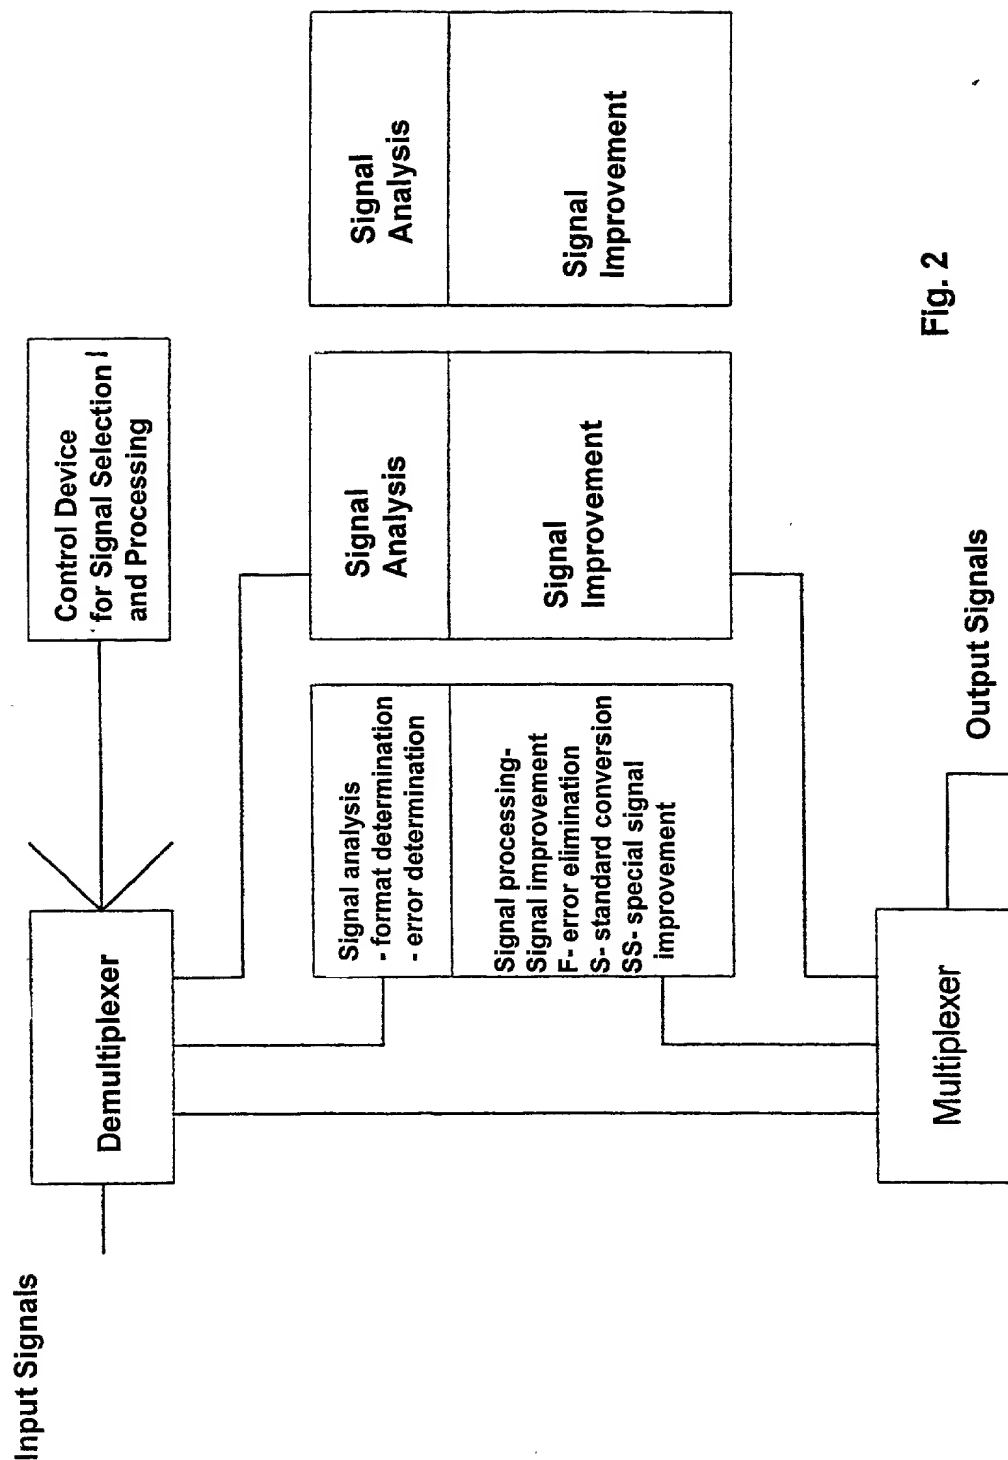 Input Signals
Demultiplexer
Control Device
for Signal Selection /
and Processing
Signal analysis
- format determination
- error determination
Signal processing-
Signal improvement
F- error elimination
S- standard conversion
SS- special signal
improvement
Signal
Analysis
Signal
Improvement
Signal
Analysis
Signal
Improvement
Multiplexer
Output Signals
Fig. 2